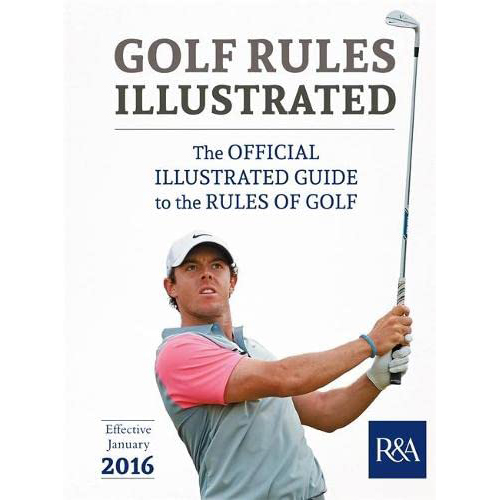 GOLF RULES
ILLUSTRATED
The OFFICIAL
ILLUSTRATED GUIDE
to the RULES OF GOLF
Effective
January
2016
R&A